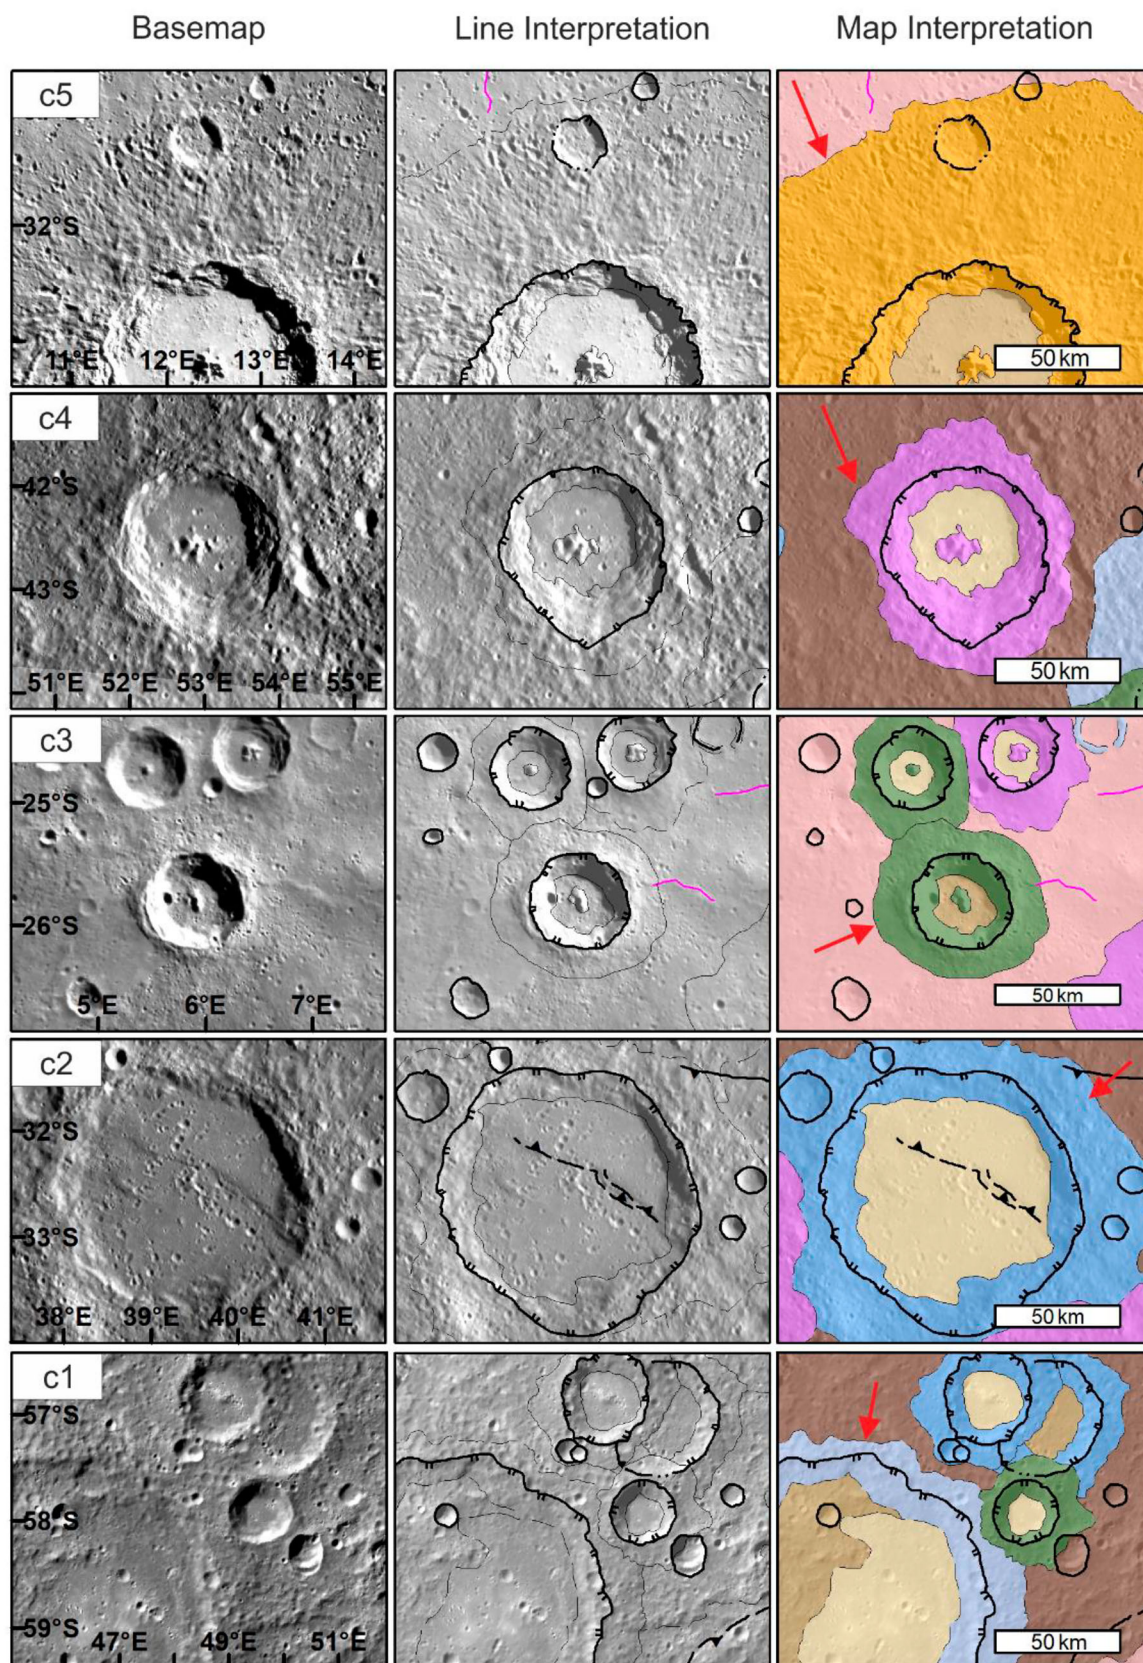 Basemap Line Interpretation Map Interpretation
c5
32°S
11°E 12°E 13°E 14°E
50 km
c4
42°S
43°S
51°E 52°E 53°E 54°E 55°E
50 km
c3
25°S
26°S
5°E 6°E 7°E
50 km
c2
32°S
33°S
38°E 39°E 40°E 41°E
50 km
c1
57°S
58°S
59°S
47°E 49°E 51°E
50 km